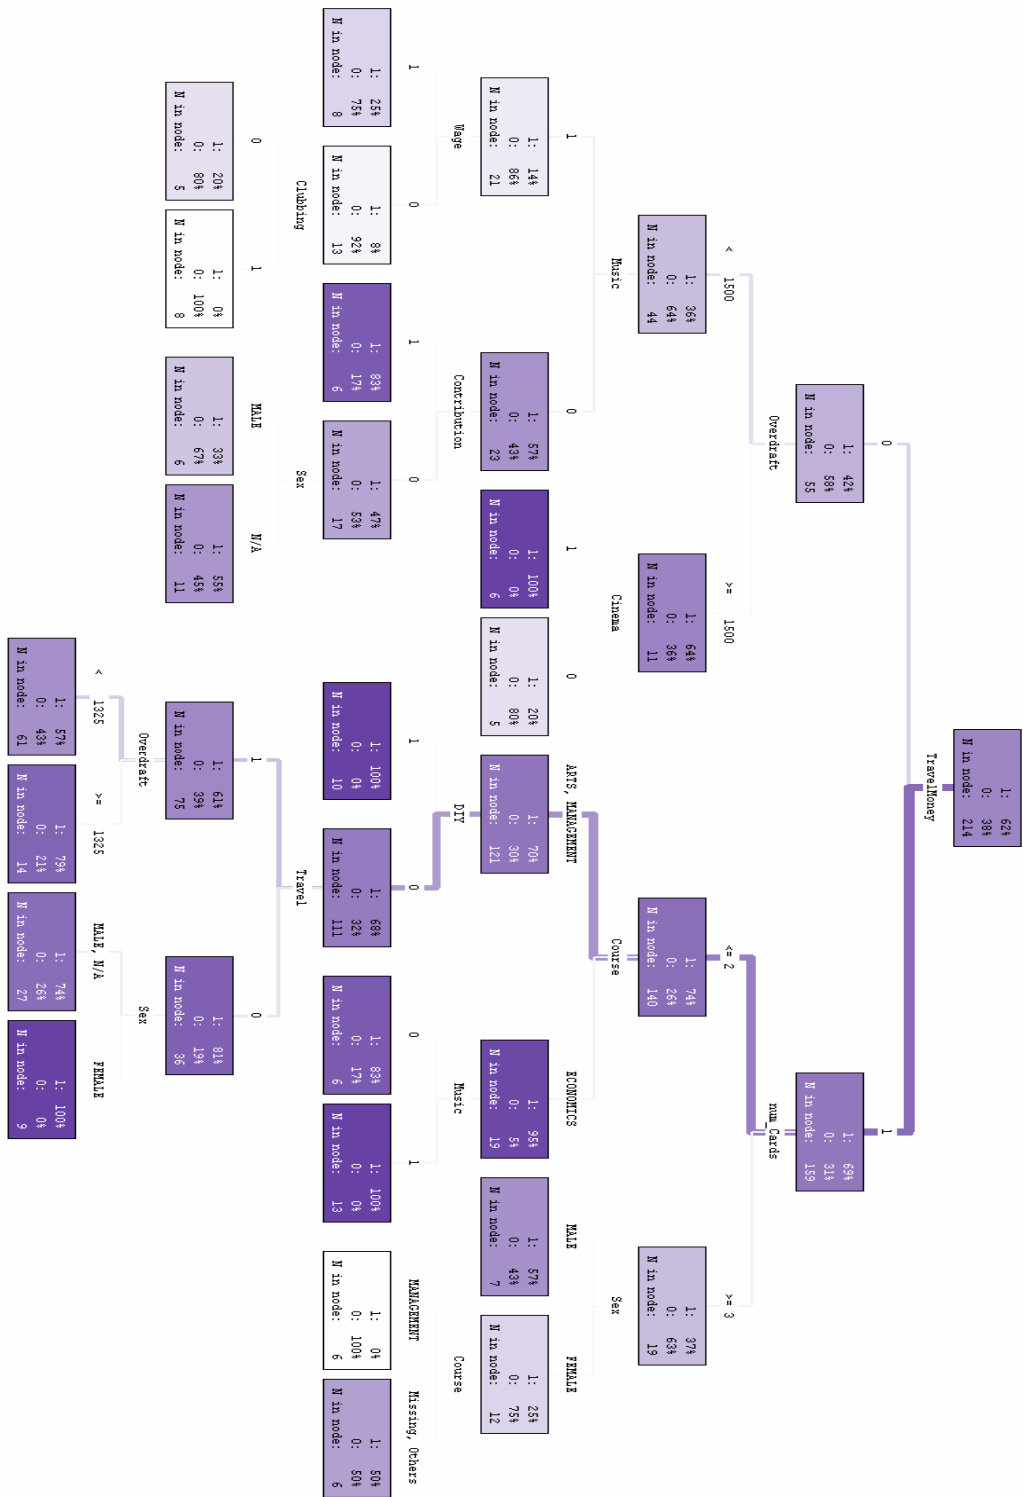 1: 62%
0: 38%
N in node: 214
TravelMoney
0
1
1: 42%
0: 58%
N in node: 55
1: 69%
0: 31%
N in node: 159
Overdraft
num_Cards
< 1500
>= 1500
<= 2
>= 3
1: 36%
0: 64%
N in node: 44
1: 64%
0: 36%
N in node: 11
1: 74%
0: 26%
N in node: 140
1: 37%
0: 63%
N in node: 19
Music
Cinema
Course
Sex
1
0
1
0
ARTS, MANAGEMENT
ECONOMICS
MALE
FEMALE
1: 14%
0: 86%
N in node: 21
1: 57%
0: 43%
N in node: 23
1: 100%
0: 0%
N in node: 6
1: 20%
0: 80%
N in node: 5
1: 70%
0: 30%
N in node: 121
1: 95%
0: 5%
N in node: 19
1: 57%
0: 43%
N in node: 7
1: 25%
0: 75%
N in node: 12
Wage
Contribution
DIY
Music
Course
1
0
1
0
1
0
0
1
MANAGEMENT
Missing, Others
1: 25%
0: 75%
N in node: 8
1: 8%
0: 92%
N in node: 13
1: 83%
0: 17%
N in node: 6
1: 47%
0: 53%
N in node: 17
1: 100%
0: 0%
N in node: 10
1: 68%
0: 32%
N in node: 111
1: 83%
0: 17%
N in node: 6
1: 100%
0: 0%
N in node: 13
1: 0%
0: 100%
N in node: 6
1: 50%
0: 50%
N in node: 6
Clubbing
Sex
Travel
0
1
MALE
N/A
1
0
1: 20%
0: 80%
N in node: 5
1: 0%
0: 100%
N in node: 8
1: 33%
0: 67%
N in node: 6
1: 55%
0: 45%
N in node: 11
1: 61%
0: 39%
N in node: 75
1: 81%
0: 19%
N in node: 36
Overdraft
Sex
< 1325
>= 1325
MALE, N/A
FEMALE
1: 57%
0: 43%
N in node: 61
1: 79%
0: 21%
N in node: 14
1: 74%
0: 26%
N in node: 27
1: 100%
0: 0%
N in node: 9